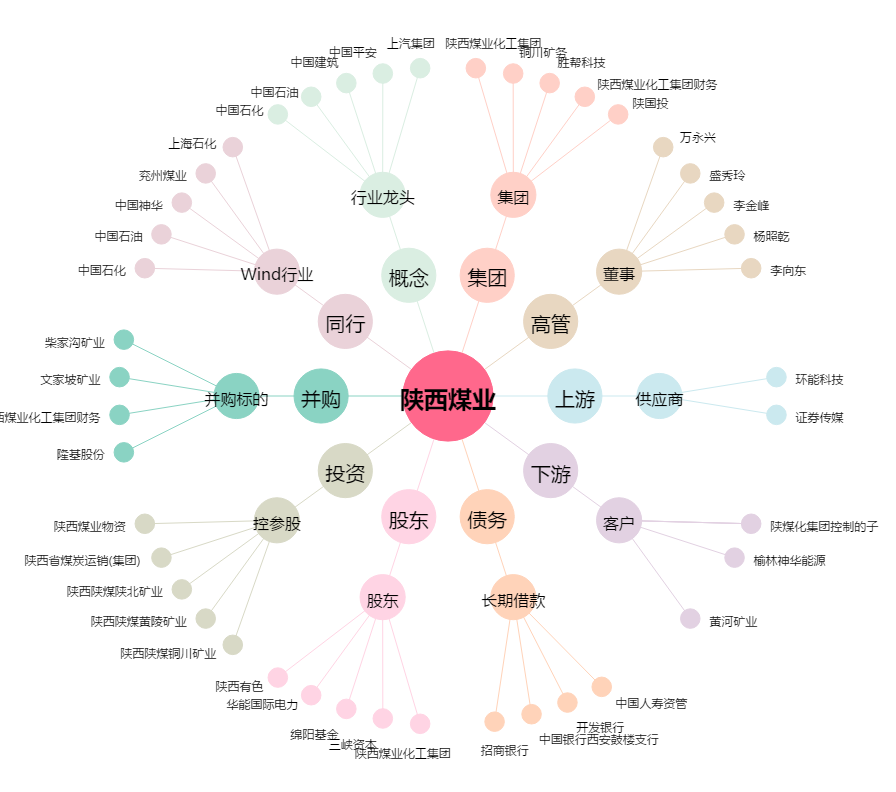 上汽集团
陕西煤业化工集团
中国平安
铜川矿务
中国建筑
胜帮科技
中国石油
陕西煤业化工集团财务
中国石化
陕国投
上海石化
万永兴
兖州煤业
盛秀玲
行业龙头
集团
中国神华
李金峰
中国石油
杨照乾
中国石化
Wind行业
概念
集团
董事
李向东
同行
高管
柴家沟矿业
文家坡矿业
环能科技
并购标的
并购
陕西煤业
上游
供应商
西煤业化工集团财务
证券传媒
隆基股份
投资
下游
陕西煤业物资
控参股
股东
债务
客户
陕煤化集团控制的子
陕西省煤炭运销(集团)
榆林神华能源
陕西陕煤陕北矿业
股东
长期借款
陕西陕煤黄陵矿业
黄河矿业
陕西陕煤铜川矿业
陕西有色
华能国际电力
中国人寿资管
绵阳基金
开发银行
三峡资本
中国银行西安鼓楼支行
陕西煤业化工集团
招商银行